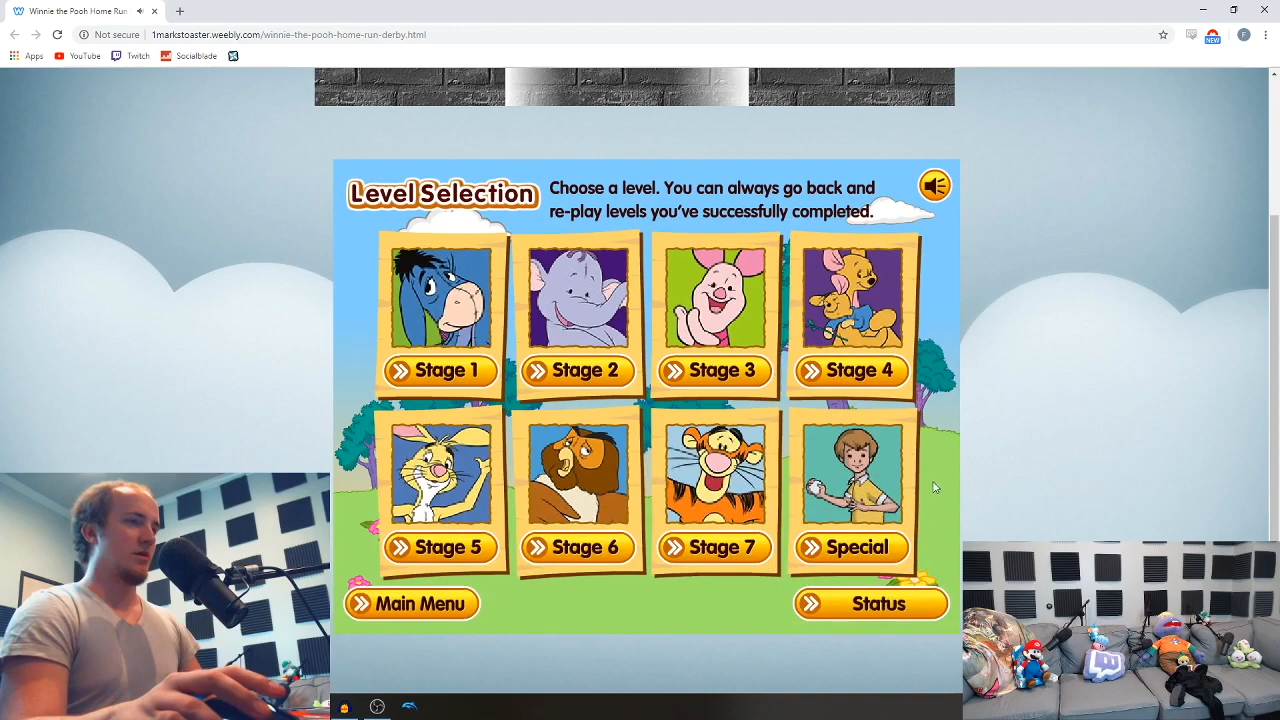 Winnie the Pooh Home Run
Not secure 1markstoaster.weebly.com/winnie-the-pooh-home-run-derby.html
NEW
F
Apps YouTube Twitch Socialblade
Level Selection
Choose a level. You can always go back and
re-play levels you've successfully completed.
Stage 1 Stage 2 Stage 3 Stage 4
Stage 5 Stage 6 Stage 7 Special
Main Menu Status